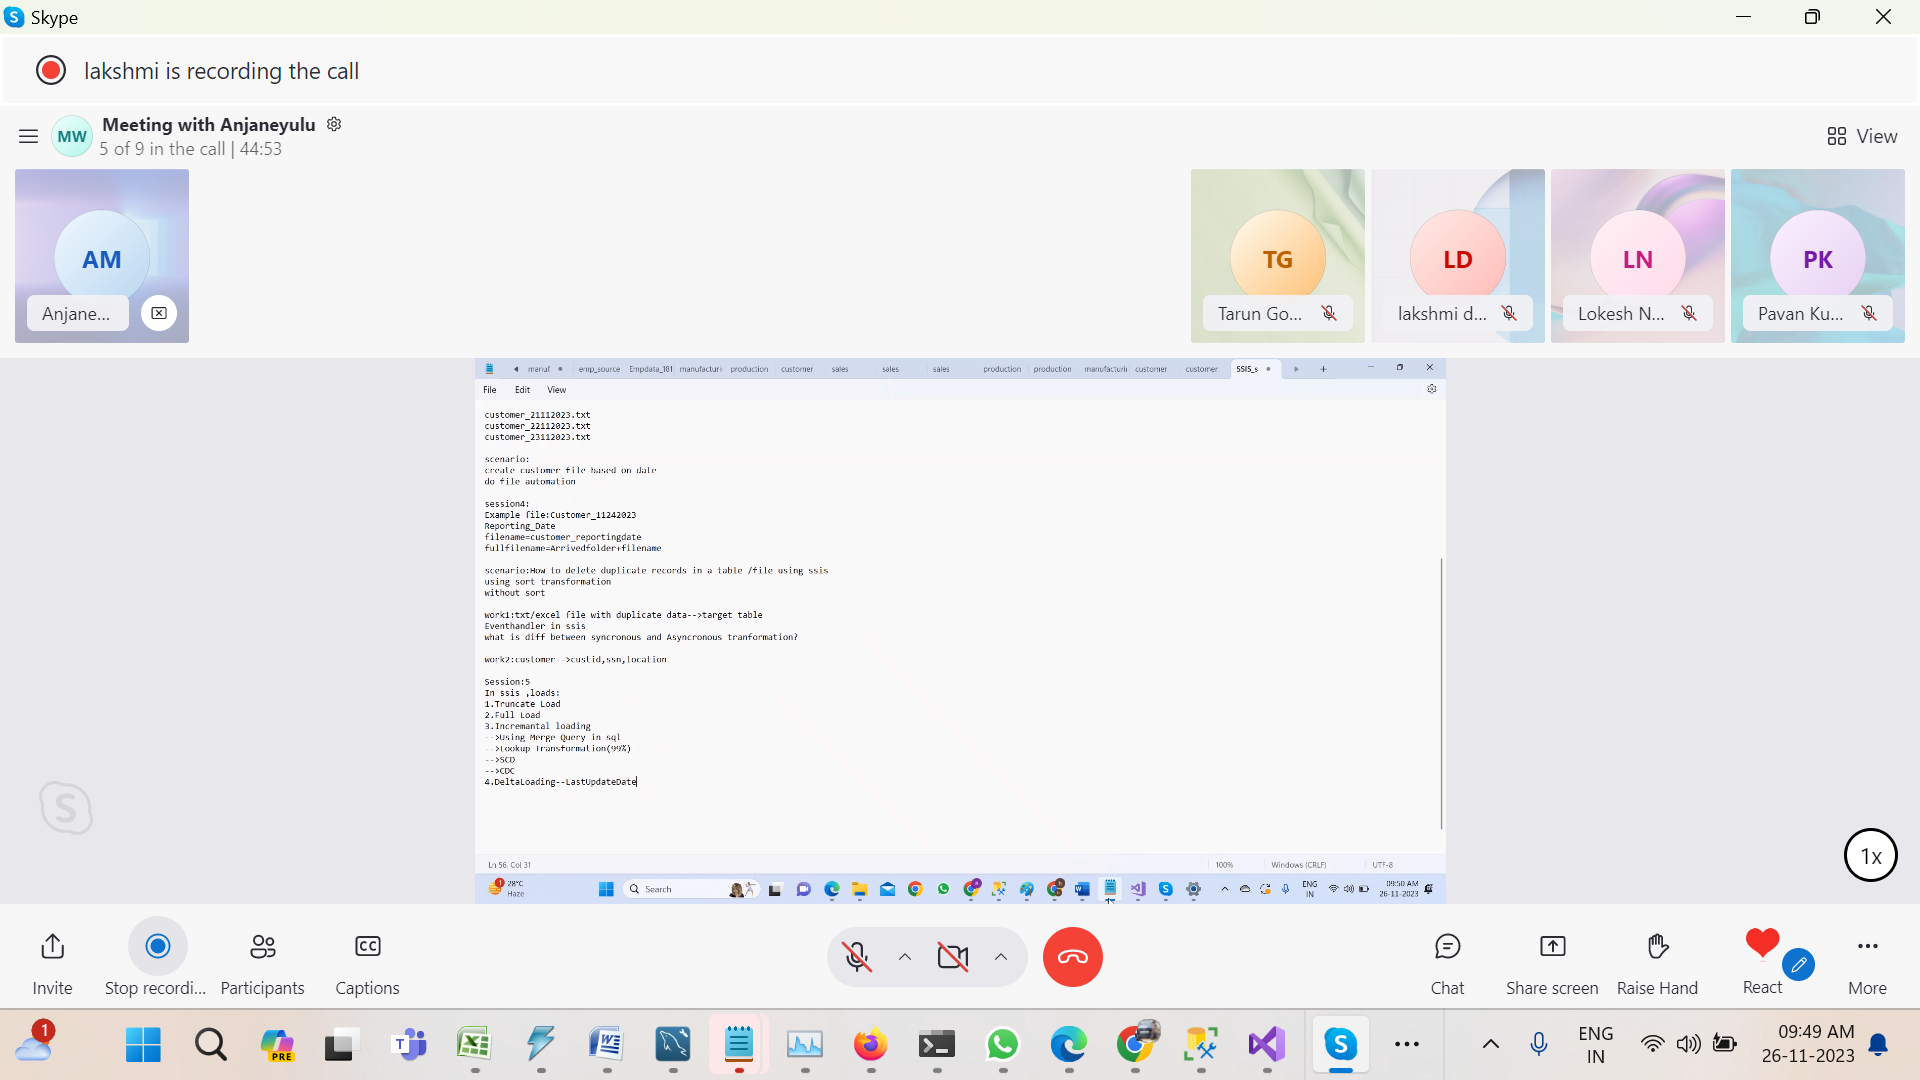 Skype
lakshmi is recording the call
MW
Meeting with Anjaneyulu
5 of 9 in the call | 44:53
View
AM
Anjane...
TG
Tarun Go...
LD
lakshmi d...
LN
Lokesh N...
PK
Pavan Ku...
manuf
emp_source
Empdata_181
manufacturi
production
customer
sales
sales
sales
production
production
manufacturii
customer
customer
SSIS_s
File Edit View
customer_21112023.txt
customer_22112023.txt
customer_23112023.txt
scenario:
create customer file based on date
do file automation
session4:
Example file:Customer_11242023
Reporting_Date
filename=customer_reportingdate
fullfilename=Arrivedfolder+filename
scenario:How to delete duplicate records in a table /file using ssis
using sort transformation
without sort
work1:txt/excel file with duplicate data-->target table
Eventhandler in ssis
what is diff between syncronous and Asyncronous tranformation?
work2:customer-->custid,ssn,location
Session:5
In ssis ,loads:
1.Truncate Load
2.Full Load
3.Incremantal loading
-->Using Merge Query in sql
-->Lookup Transformation(99%)
-->SCD
-->CDC
4.DeltaLoading--LastUpdateDate
Ln 56, Col 31
100%
Windows (CRLF)
UTF-8
1
28°C
Haze
Search
ENG
IN
09:50 AM
26-11-2023
1x
Invite
Stop recordi...
Participants
CC
Captions
Chat
Share screen
Raise Hand
React
More
1
PRE
ENG
IN
09:49 AM
26-11-2023